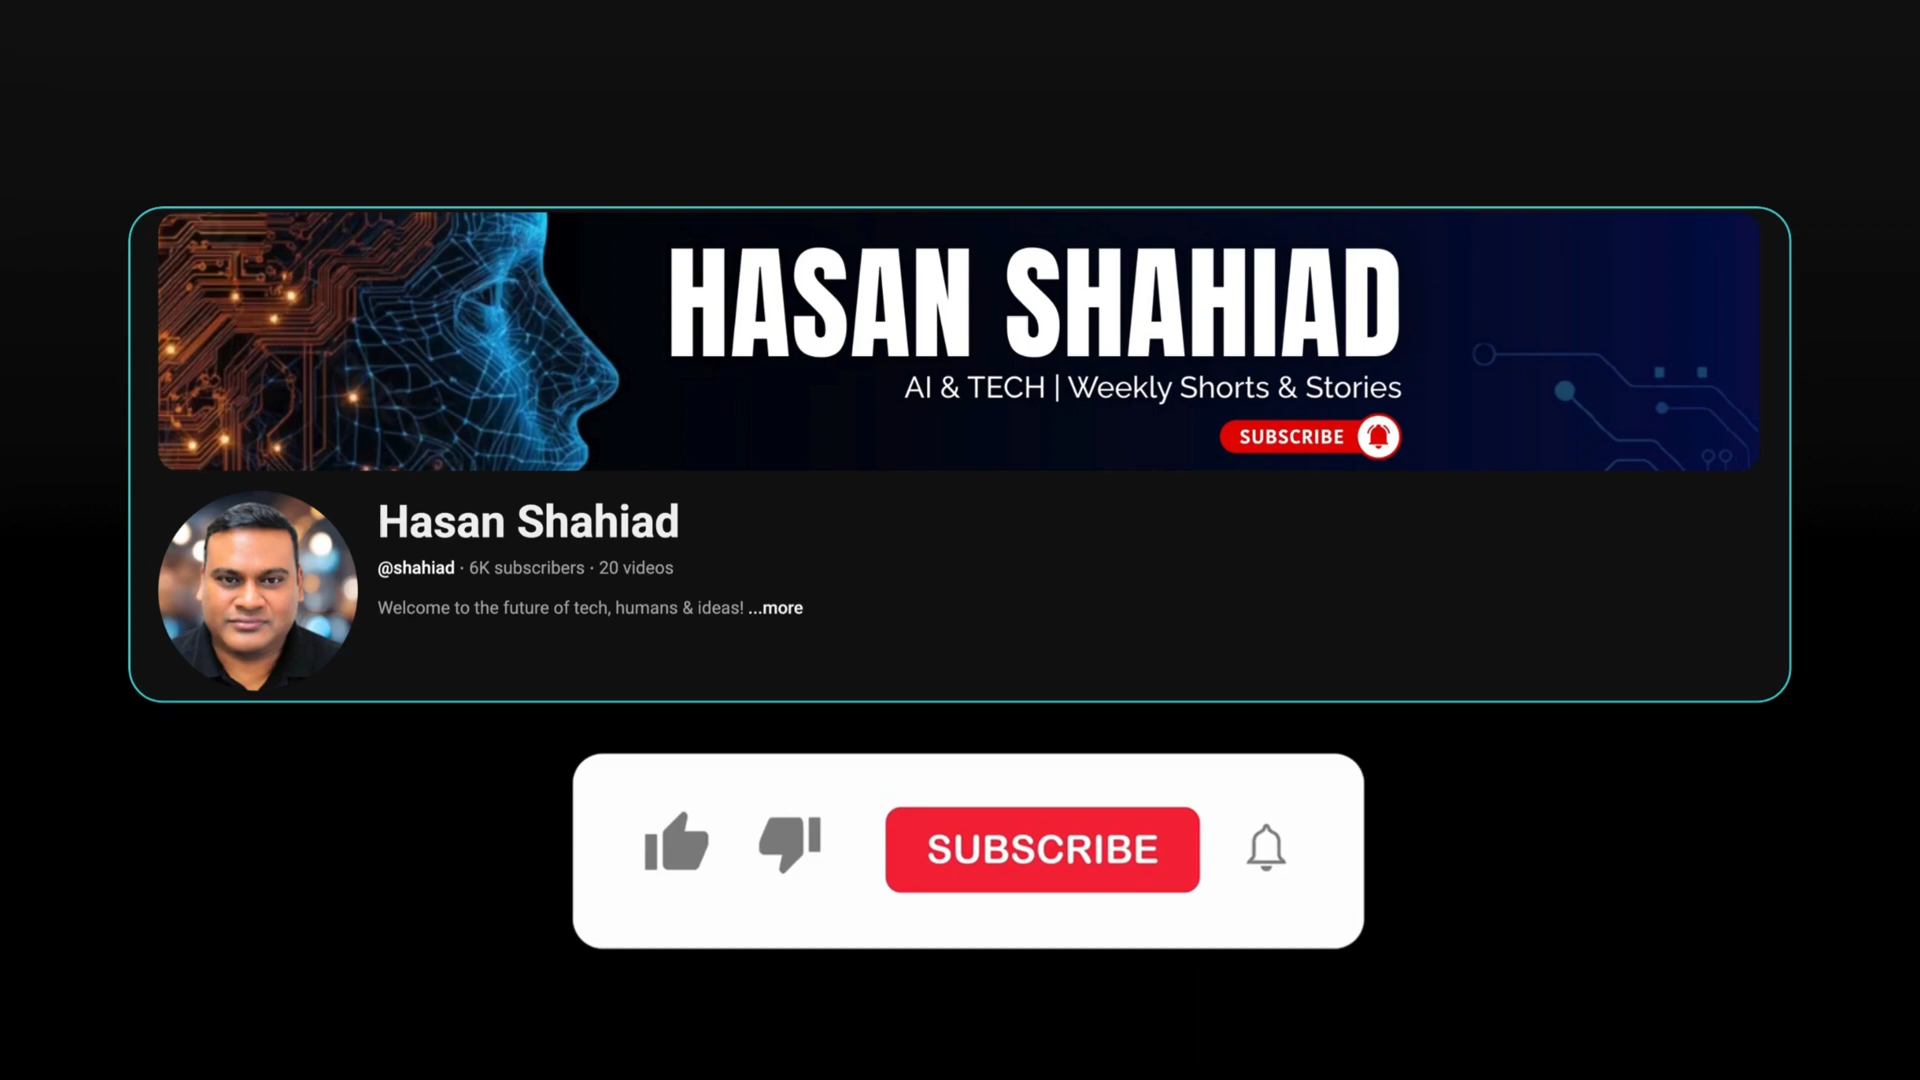 HASAN SHAHIAD
AI & TECH | Weekly Shorts & Stories
SUBSCRIBE
Hasan Shahiad
@shahiad · 6K subscribers · 20 videos
Welcome to the future of tech, humans & ideas! ...more
SUBSCRIBE